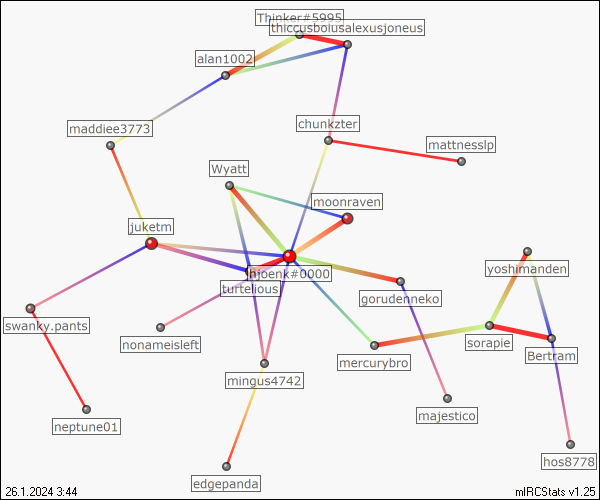 Thinker#5995
thiccusboiusalexusjoneus
alan1002
chunkzter
maddiee3773
mattnesslp
Wyatt
moonraven
juketm
yoshimanden
hjoenk#0000
turtelious
gorudenneko
swanky.pants
nonameisleft
sorapie
Bertram
mercurybro
mingus4742
majestico
neptune01
hos8778
edgepanda
26.1.2024 3:44
mIRCStats v1.25